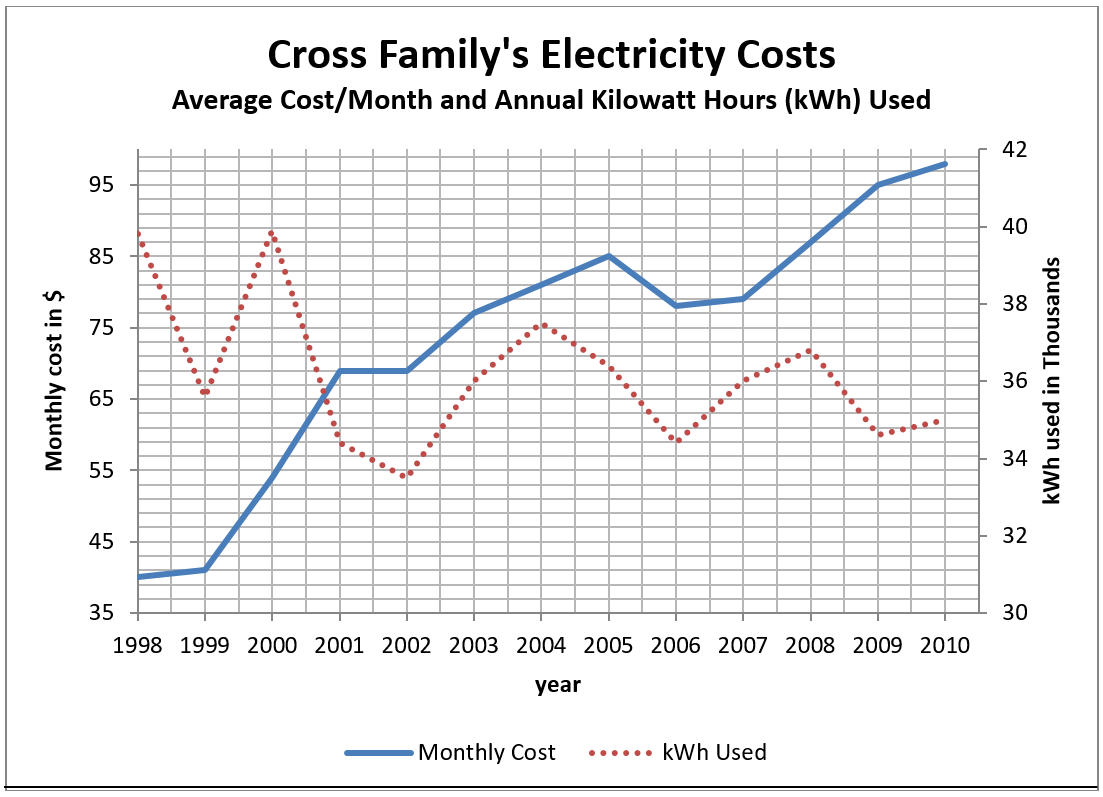 Cross Family's Electricity Costs
Average Cost/Month and Annual Kilowatt Hours (kWh) Used
Monthly cost in $
95
85
75
65
55
45
35
42
40
38
36
34
32
30
kWh used in Thousands
1998 1999 2000 2001 2002 2003 2004 2005 2006 2007 2008 2009 2010
year
Monthly Cost kWh Used